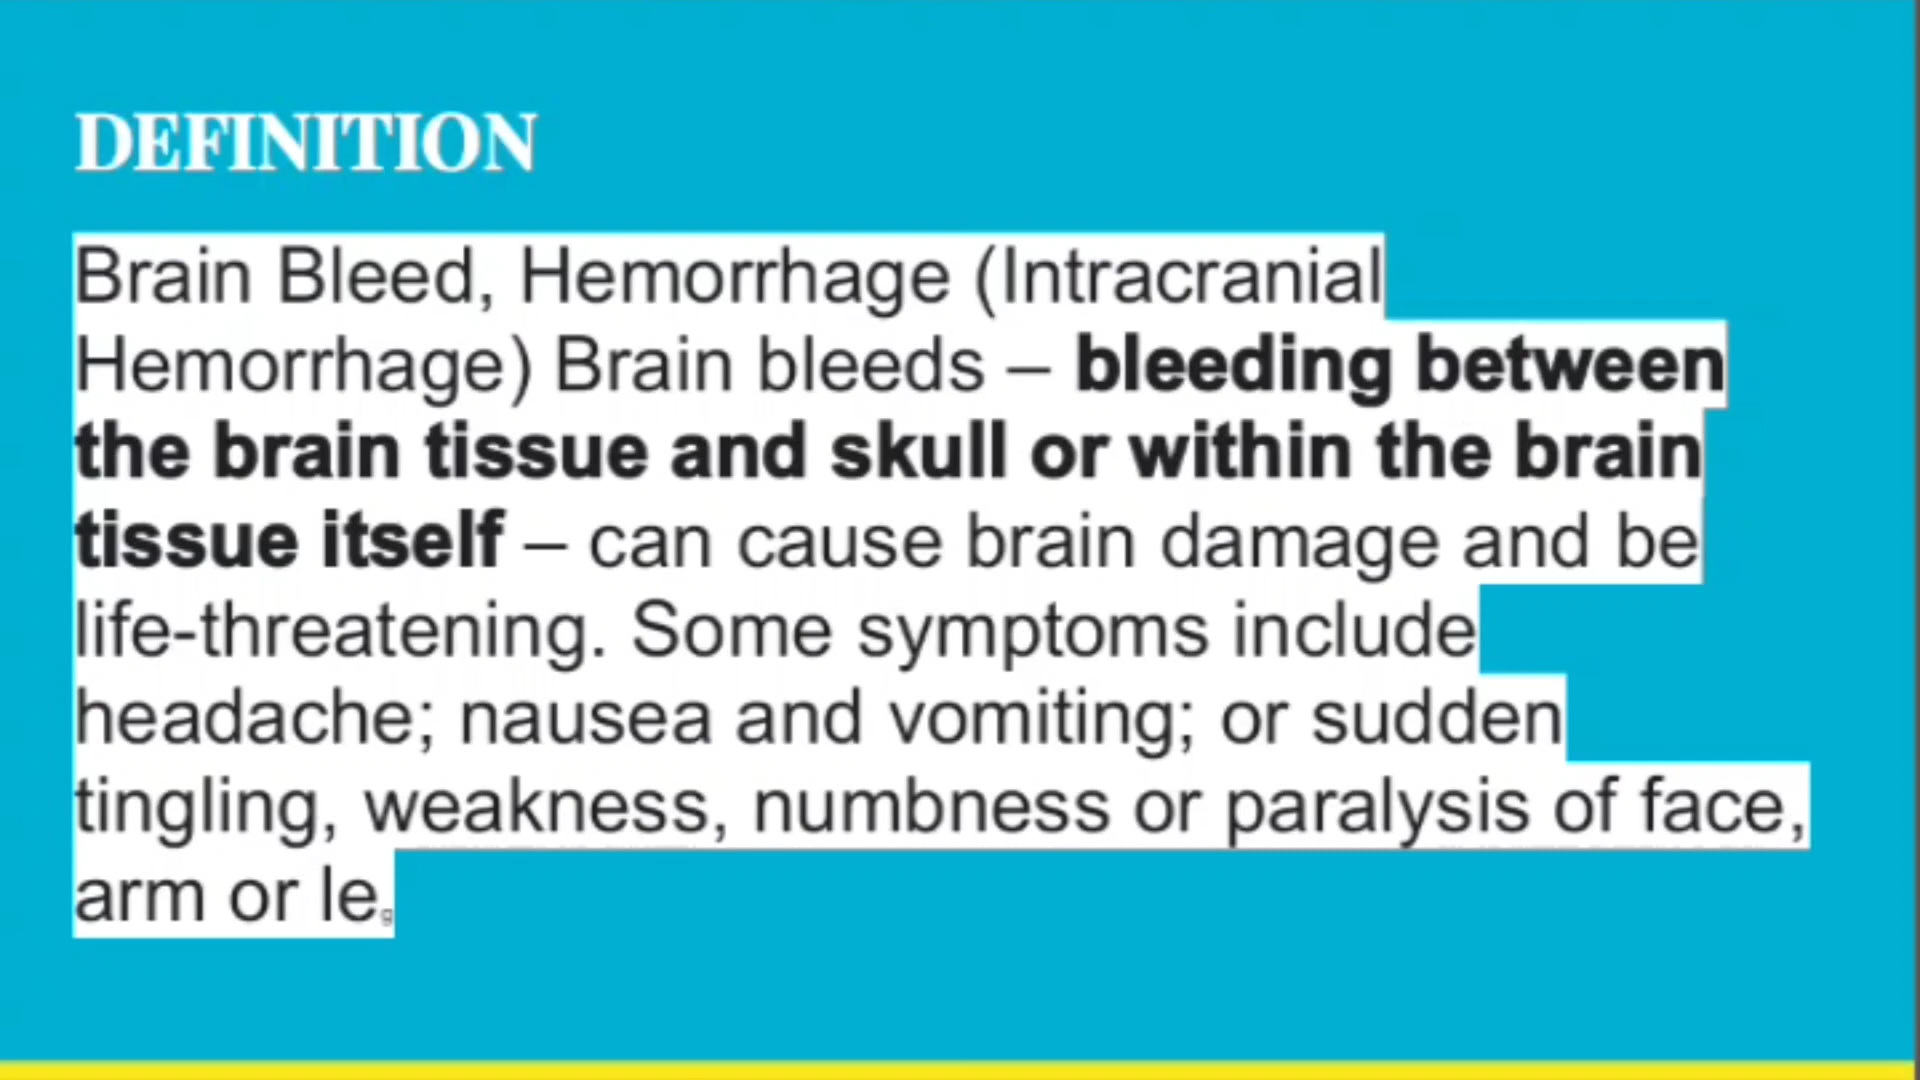 DEFINITION
Brain Bleed, Hemorrhage (Intracranial
Hemorrhage) Brain bleeds – bleeding between
the brain tissue and skull or within the brain
tissue itself – can cause brain damage and be
life-threatening. Some symptoms include
headache; nausea and vomiting; or sudden
tingling, weakness, numbness or paralysis of face,
arm or leg